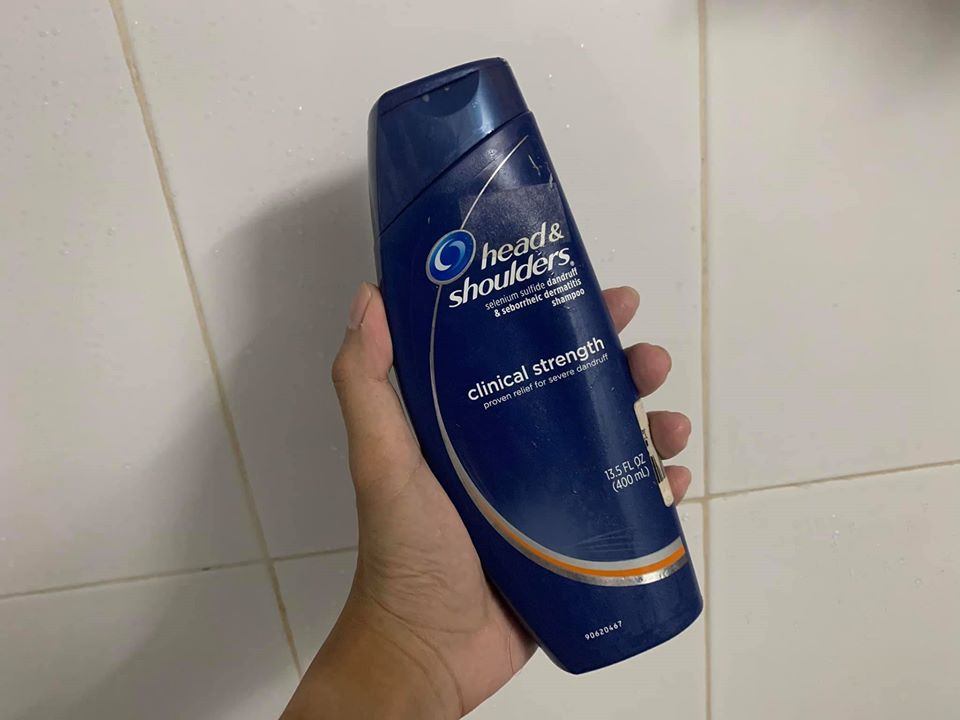 head &
shoulders®
selenium sulfide dandruff
& seborrheic dermatitis
shampoo
clinical strength
proven relief for severe dandruff
13.5 FL OZ
(400 mL)
90620467